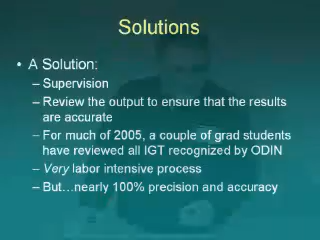 Solutions
• A Solution:
– Supervision
– Review the output to ensure that the results
are accurate
– For much of 2005, a couple of grad students
have reviewed all IGT recognized by ODIN
– Very labor intensive process
– But…nearly 100% precision and accuracy